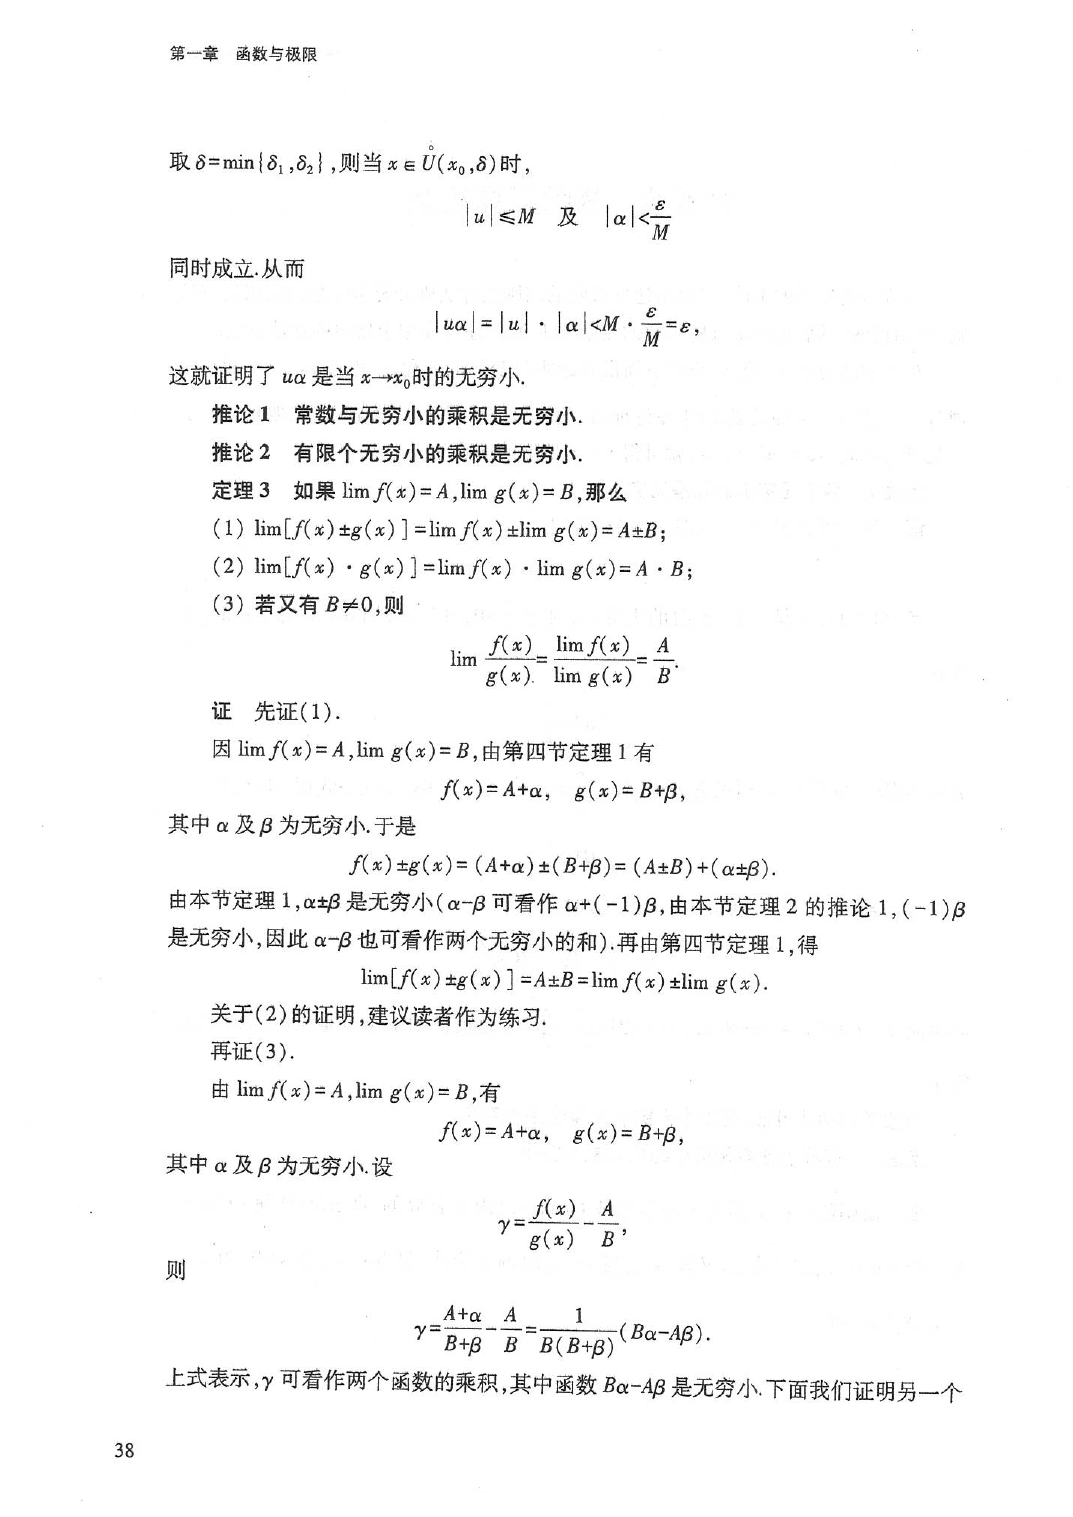 第一章 函数与极限
取 δ=min{δ₁,δ₂},则当 x∈Ů(x₀,δ)时,
|u|≤M 及 |α|<ε/M
同时成立.从而
|uα|=|u|·|α|<M·ε/M=ε,
这就证明了 uα 是当 x→x₀时的无穷小.
推论 1 常数与无穷小的乘积是无穷小.
推论 2 有限个无穷小的乘积是无穷小.
定理 3 如果 lim f(x)=A,lim g(x)=B,那么
(1) lim[f(x)±g(x)]=lim f(x)±lim g(x)=A±B;
(2) lim[f(x)·g(x)]=lim f(x)·lim g(x)=A·B;
(3) 若又有 B≠0,则
lim f(x)/g(x)=lim f(x)/lim g(x)=A/B.
证 先证(1).
因 lim f(x)=A,lim g(x)=B,由第四节定理 1 有
f(x)=A+α, g(x)=B+β,
其中 α 及 β 为无穷小.于是
f(x)±g(x)=(A+α)±(B+β)=(A±B)+(α±β).
由本节定理 1,α±β 是无穷小(α-β 可看作 α+(-1)β,由本节定理 2 的推论 1,(-1)β
是无穷小,因此 α-β 也可看作两个无穷小的和).再由第四节定理 1,得
lim[f(x)±g(x)]=A±B=lim f(x)±lim g(x).
关于(2)的证明,建议读者作为练习.
再证(3).
由 lim f(x)=A,lim g(x)=B,有
f(x)=A+α, g(x)=B+β,
其中 α 及 β 为无穷小.设
γ=f(x)/g(x)-A/B,
则
γ=(A+α)/(B+β)-A/B=1/(B(B+β))(Bα-Aβ).
上式表示,γ 可看作两个函数的乘积,其中函数 Bα-Aβ 是无穷小.下面我们证明另一个
38